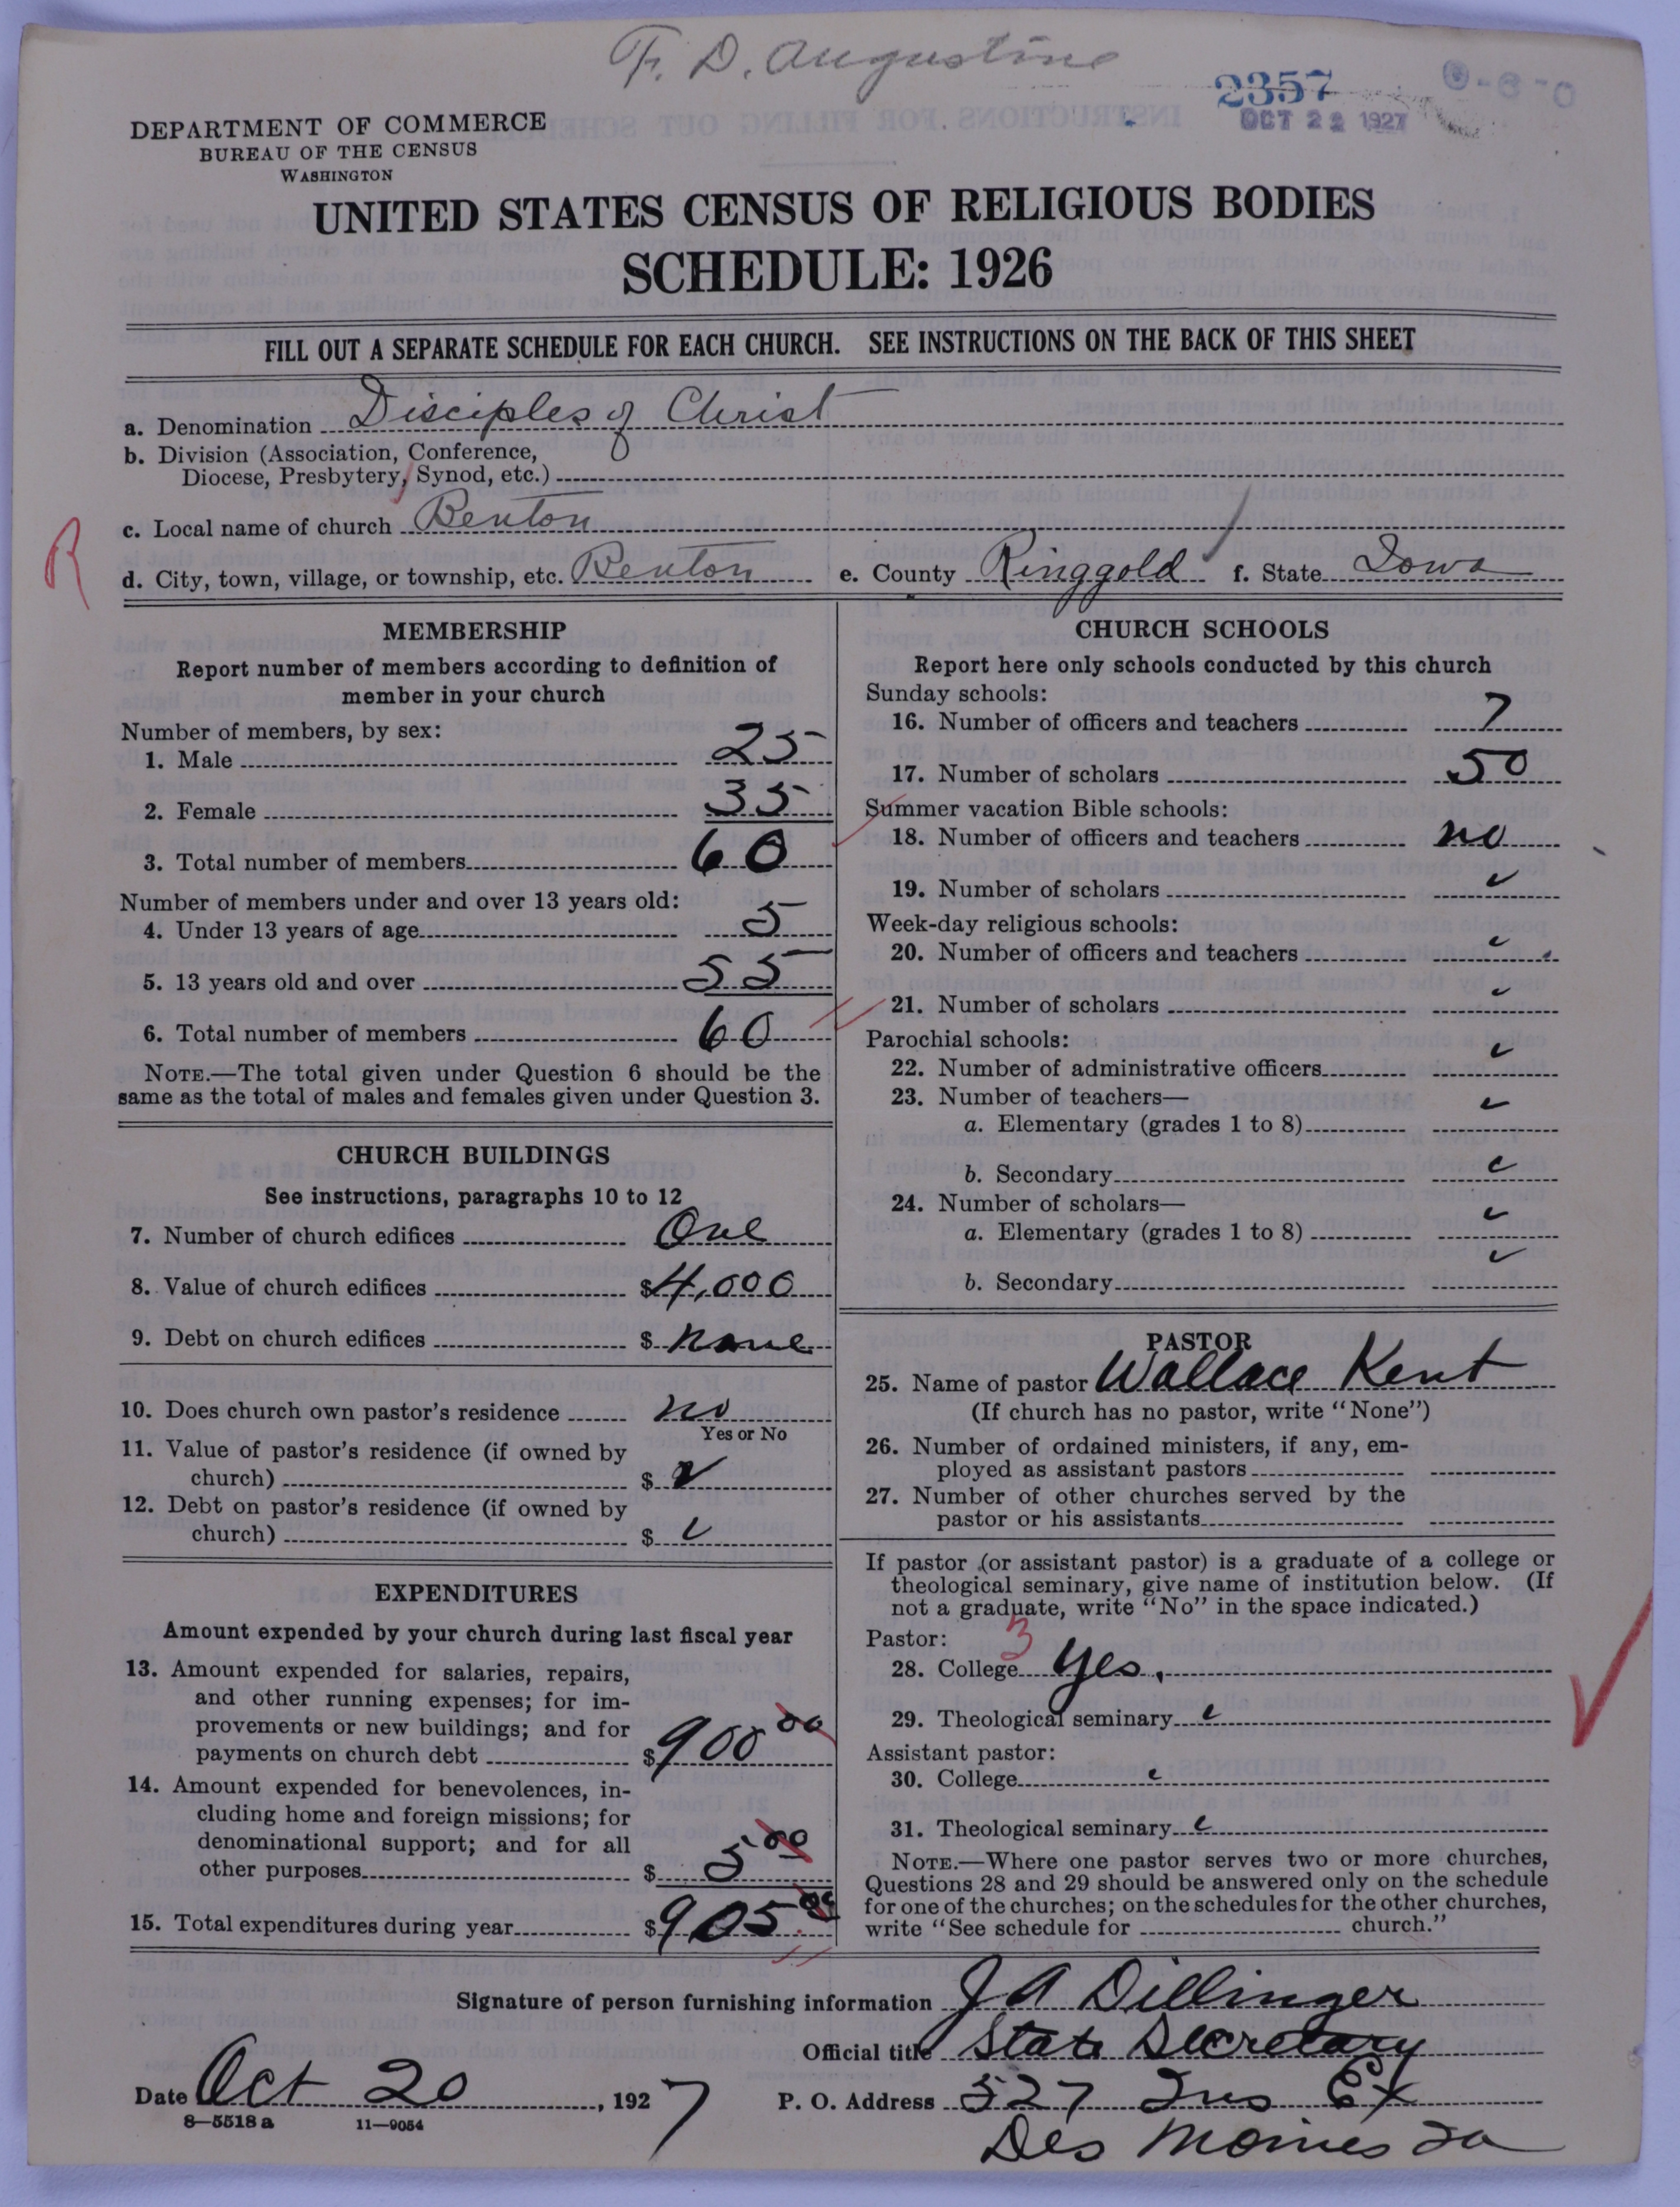 F. D. Augustine
2357
OCT 22 1927
DEPARTMENT OF COMMERCE
BUREAU OF THE CENSUS
WASHINGTON
UNITED STATES CENSUS OF RELIGIOUS BODIES
SCHEDULE: 1926
FILL OUT A SEPARATE SCHEDULE FOR EACH CHURCH. SEE INSTRUCTIONS ON THE BACK OF THIS SHEET
a. Denomination Disciples of Christ
b. Division (Association, Conference,
Diocese, Presbytery, Synod, etc.)
c. Local name of church Benton
R
d. City, town, village, or township, etc. Benton e. County Ringgold f. State Iowa
MEMBERSHIP
Report number of members according to definition of
member in your church
Number of members, by sex:
1. Male 25
2. Female 35
3. Total number of members 60
Number of members under and over 13 years old:
4. Under 13 years of age 5
5. 13 years old and over 55
6. Total number of members 60
NOTE.—The total given under Question 6 should be the
same as the total of males and females given under Question 3.
CHURCH BUILDINGS
See instructions, paragraphs 10 to 12
7. Number of church edifices One
8. Value of church edifices $4,000
9. Debt on church edifices $ none
10. Does church own pastor's residence no
Yes or No
11. Value of pastor's residence (if owned by
church) $
12. Debt on pastor's residence (if owned by
church) $
EXPENDITURES
Amount expended by your church during last fiscal year
13. Amount expended for salaries, repairs,
and other running expenses; for im-
provements or new buildings; and for
payments on church debt $900 00
14. Amount expended for benevolences, in-
cluding home and foreign missions; for
denominational support; and for all
other purposes $ 5 00
15. Total expenditures during year $905 00
CHURCH SCHOOLS
Report here only schools conducted by this church
Sunday schools:
16. Number of officers and teachers 7
17. Number of scholars 50
Summer vacation Bible schools:
18. Number of officers and teachers no
19. Number of scholars
Week-day religious schools:
20. Number of officers and teachers
21. Number of scholars
Parochial schools:
22. Number of administrative officers
23. Number of teachers—
a. Elementary (grades 1 to 8)
b. Secondary
24. Number of scholars—
a. Elementary (grades 1 to 8)
b. Secondary
PASTOR
25. Name of pastor Wallace Kent
(If church has no pastor, write "None")
26. Number of ordained ministers, if any, em-
ployed as assistant pastors
27. Number of other churches served by the
pastor or his assistants
If pastor (or assistant pastor) is a graduate of a college or
theological seminary, give name of institution below. (If
not a graduate, write "No" in the space indicated.)
Pastor: 3
28. College Yes.
29. Theological seminary
Assistant pastor:
30. College
31. Theological seminary
NOTE.—Where one pastor serves two or more churches,
Questions 28 and 29 should be answered only on the schedule
for one of the churches; on the schedules for the other churches,
write "See schedule for church."
Signature of person furnishing information J A Dillinger
Official title State Secretary
Date Oct 20, 1927 P. O. Address 527 Ins Ex
8—5518a 11—9054
Des Moines Ia